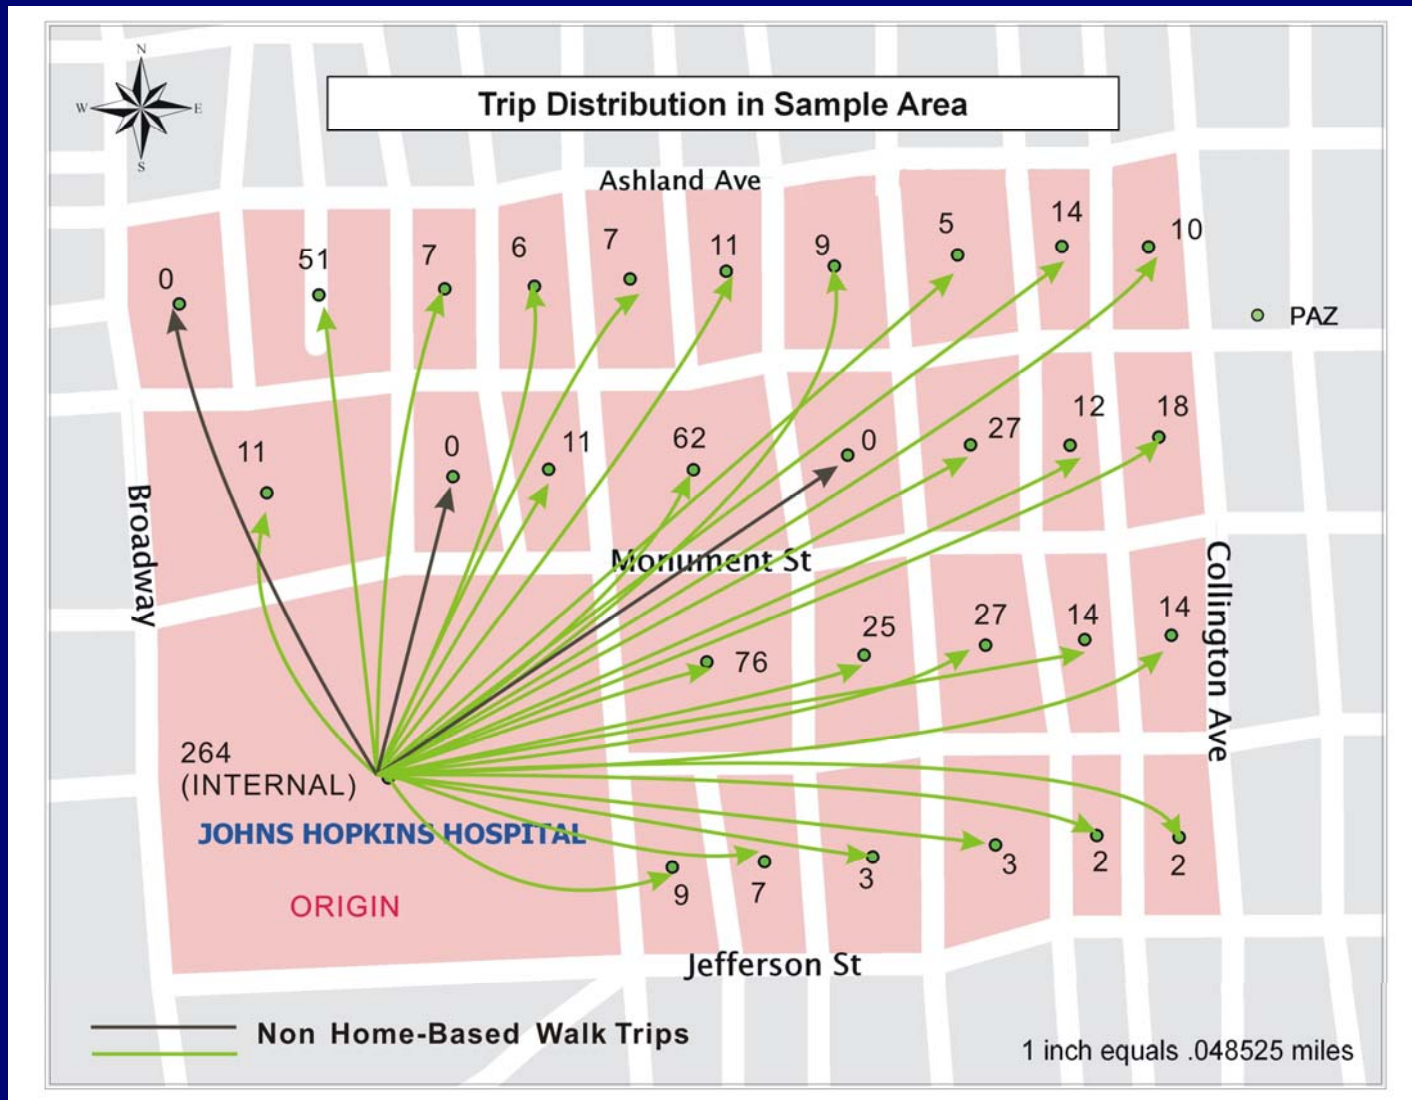 N
W E
S
Trip Distribution in Sample Area
Ashland Ave
0 51 7 6 7 11 9 5 14 10
PAZ
11 0 11 62 0 27 12 18
Broadway
Monument St
Collington Ave
76 25 27 14 14
264
(INTERNAL)
JOHNS HOPKINS HOSPITAL
ORIGIN
9 7 3 3 2 2
Jefferson St
Non Home-Based Walk Trips
1 inch equals .048525 miles